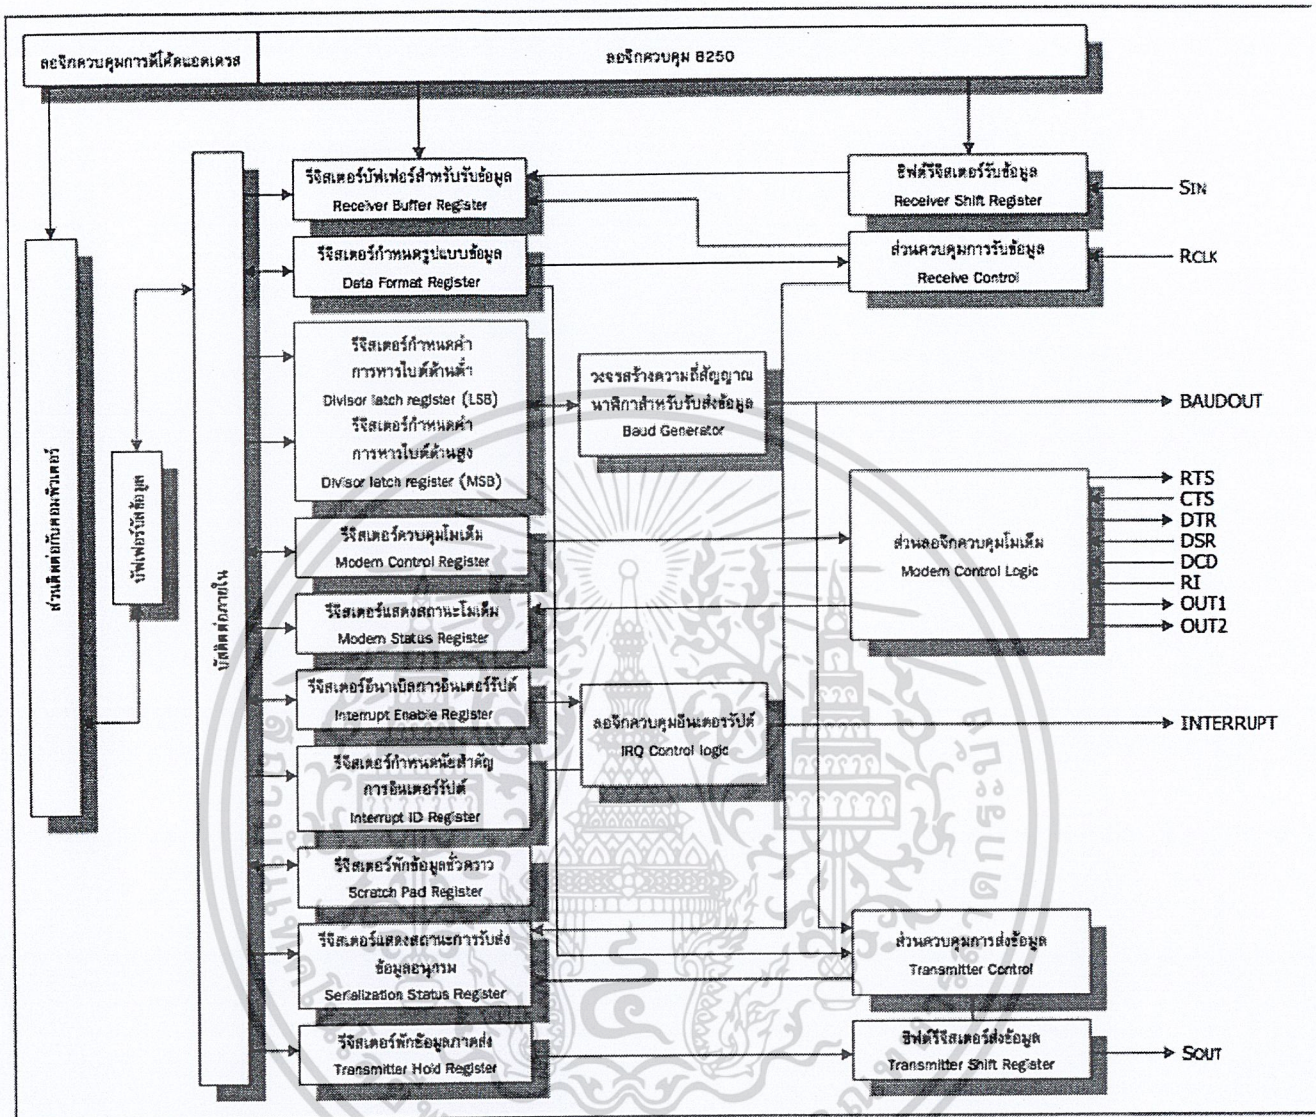 ลอจิกควบคุมการดีโค้ดแอดเดรส
ลอจิกควบคุม 8250
รีจิสเตอร์บัฟเฟอร์สำหรับรับข้อมูล
Receiver Buffer Register
ชิฟต์รีจิสเตอร์รับข้อมูล
Receiver Shift Register
SIN
รีจิสเตอร์กำหนดรูปแบบข้อมูล
Data Format Register
ส่วนควบคุมการรับข้อมูล
Receive Control
RCLK
รีจิสเตอร์กำหนดค่า
การหารไบต์ด้านต่ำ
Divisor latch register (LSB)
รีจิสเตอร์กำหนดค่า
การหารไบต์ด้านสูง
Divisor latch register (MSB)
วงจรสร้างความถี่สัญญาณ
นาฬิกาสำหรับรับส่งข้อมูล
Baud Generator
BAUDOUT
ส่วนติดต่อกับคอมพิวเตอร์
บัฟเฟอร์บัสข้อมูล
บัสติดต่อภายใน
รีจิสเตอร์ควบคุมโมเด็ม
Modem Control Register
ส่วนลอจิกควบคุมโมเด็ม
Modem Control Logic
RTS
CTS
DTR
DSR
DCD
RI
OUT1
OUT2
รีจิสเตอร์แสดงสถานะโมเด็ม
Modem Status Register
รีจิสเตอร์อีนาเบิลการอินเตอร์รัปต์
Interrupt Enable Register
ลอจิกควบคุมอินเตอร์รัปต์
IRQ Control logic
INTERRUPT
รีจิสเตอร์กำหนดนัยสำคัญ
การอินเตอร์รัปต์
Interrupt ID Register
รีจิสเตอร์พักข้อมูลชั่วคราว
Scratch Pad Register
รีจิสเตอร์แสดงสถานะการรับส่ง
ข้อมูลอนุกรม
Serialization Status Register
ส่วนควบคุมการส่งข้อมูล
Transmitter Control
รีจิสเตอร์พักข้อมูลภาคส่ง
Transmitter Hold Register
ชิฟต์รีจิสเตอร์ส่งข้อมูล
Transmitter Shift Register
SOUT